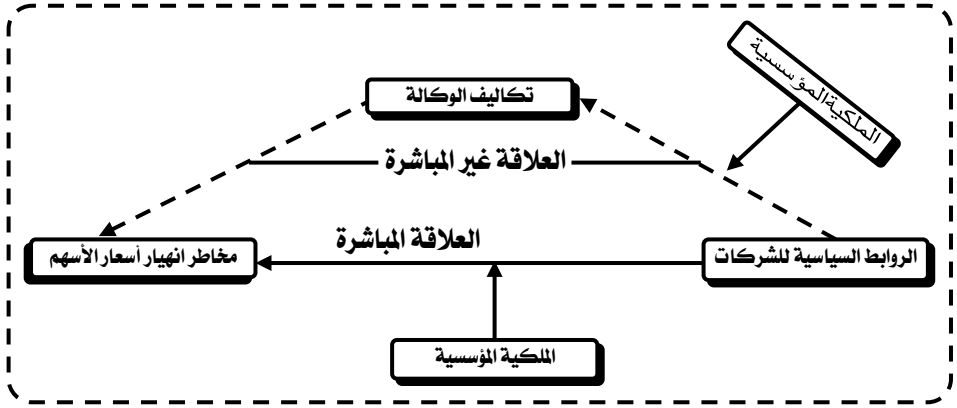 الملكية المؤسسية
تكاليف الوكالة
العلاقة غير المباشرة
العلاقة المباشرة
الروابط السياسية للشركات
مخاطر انهيار أسعار الأسهم
الملكية المؤسسية